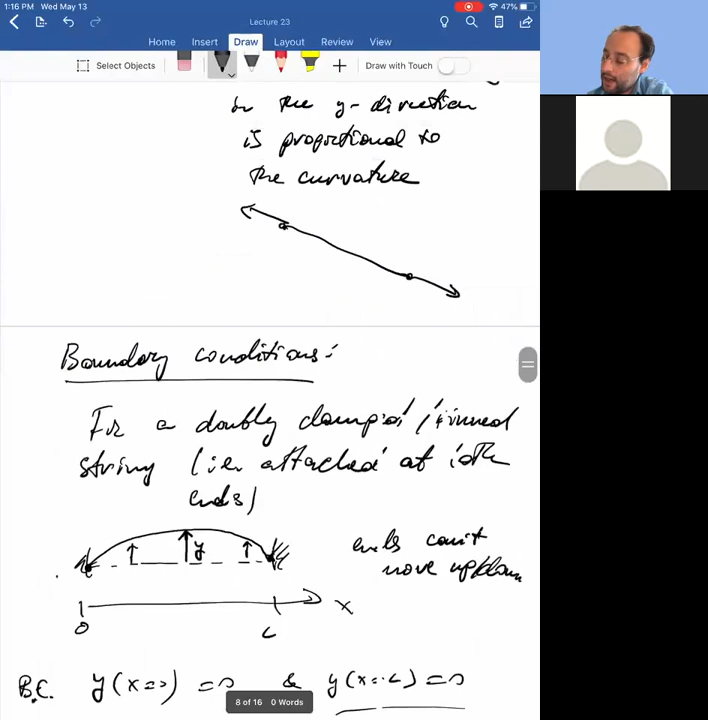 1:16 PM Wed May 13
47%
Lecture 23
Home Insert Draw Layout Review View
Select Objects
Draw with Touch
in the y-direction
is proportional to
the curvature
Boundary conditions:
For a doubly clamped/pinned
string (i.e. attached at both
ends)
y
ends can't
move up/down
x
0
L
B.C. y(x=0) =0 & y(x=L)=0
8 of 16 0 Words